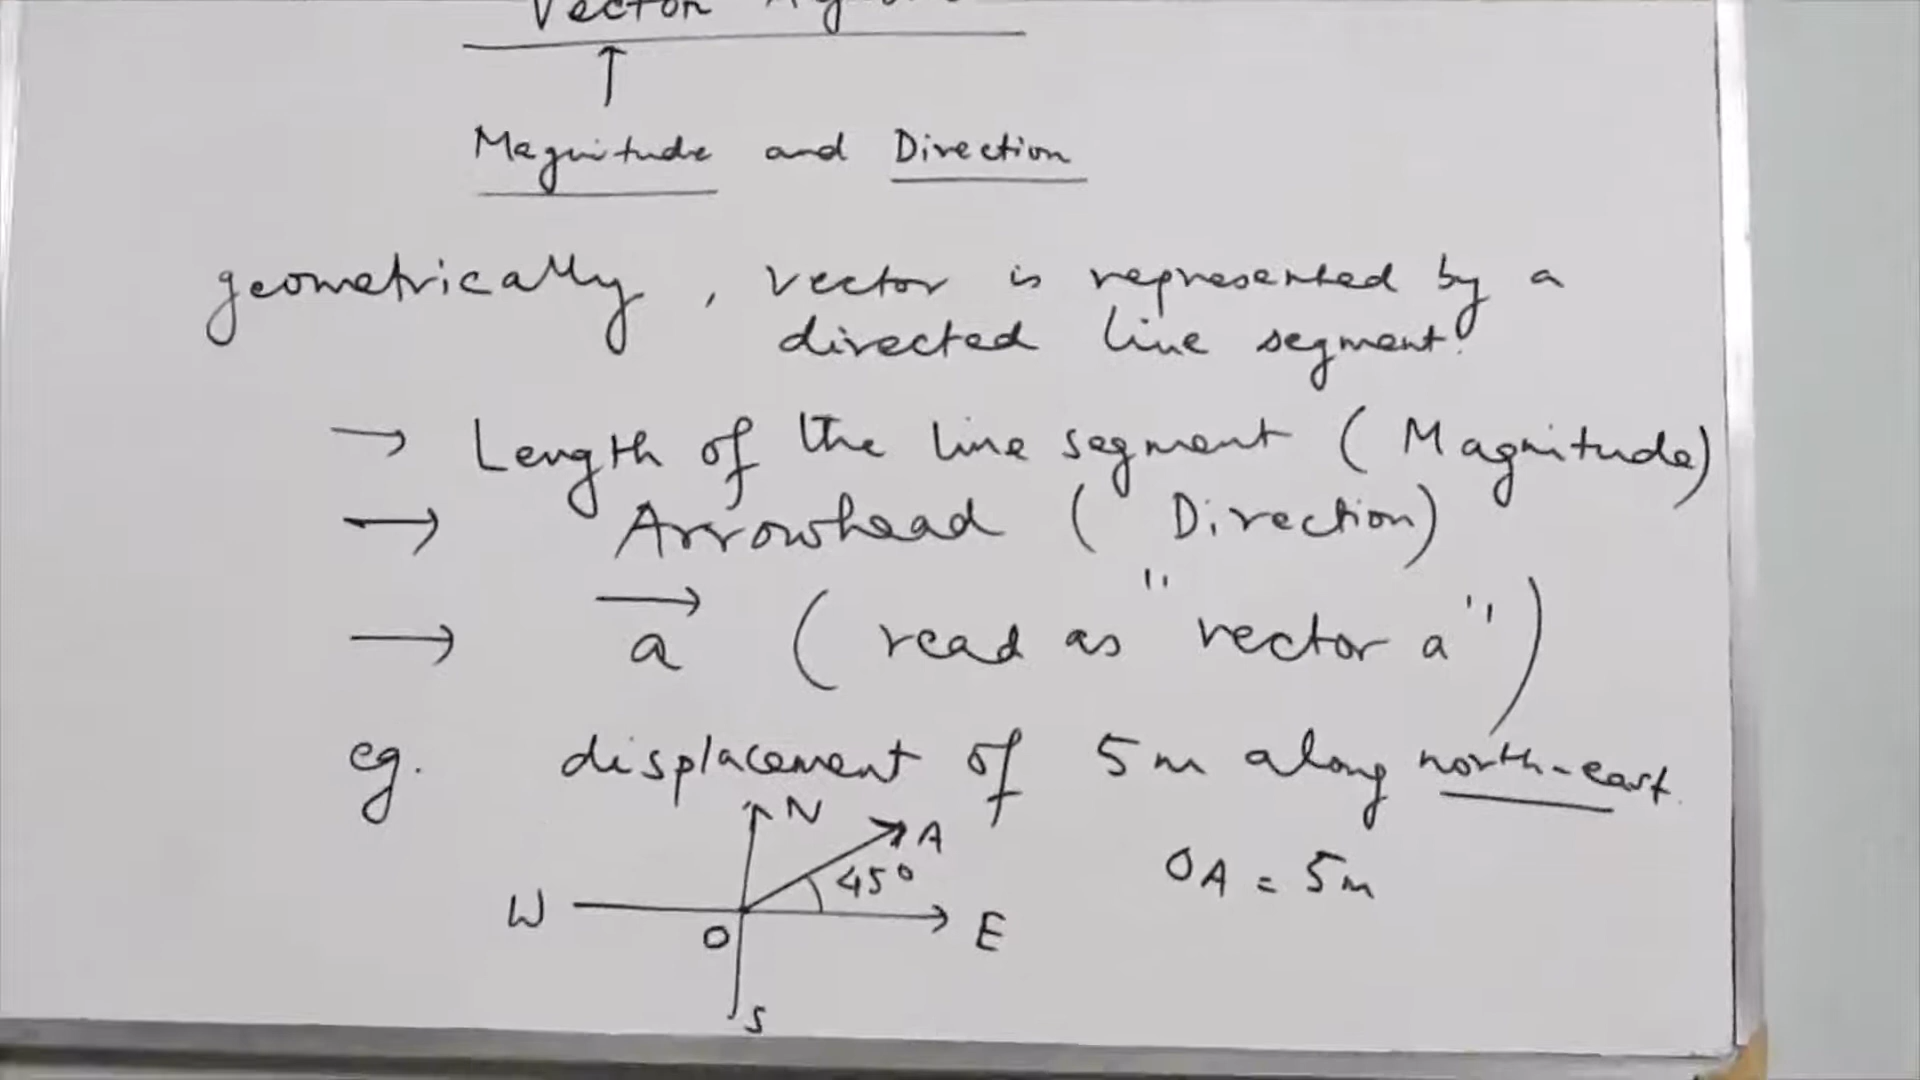 Vector
Magnitude and Direction
geometrically, vector is represented by a
directed line segment.
→ Length of the line segment (Magnitude)
→ Arrowhead (Direction)
→ a⃗ (read as "vector a")
eg. displacement of 5m along north-east.
N
A
45°
OA = 5m
W
O
E
S